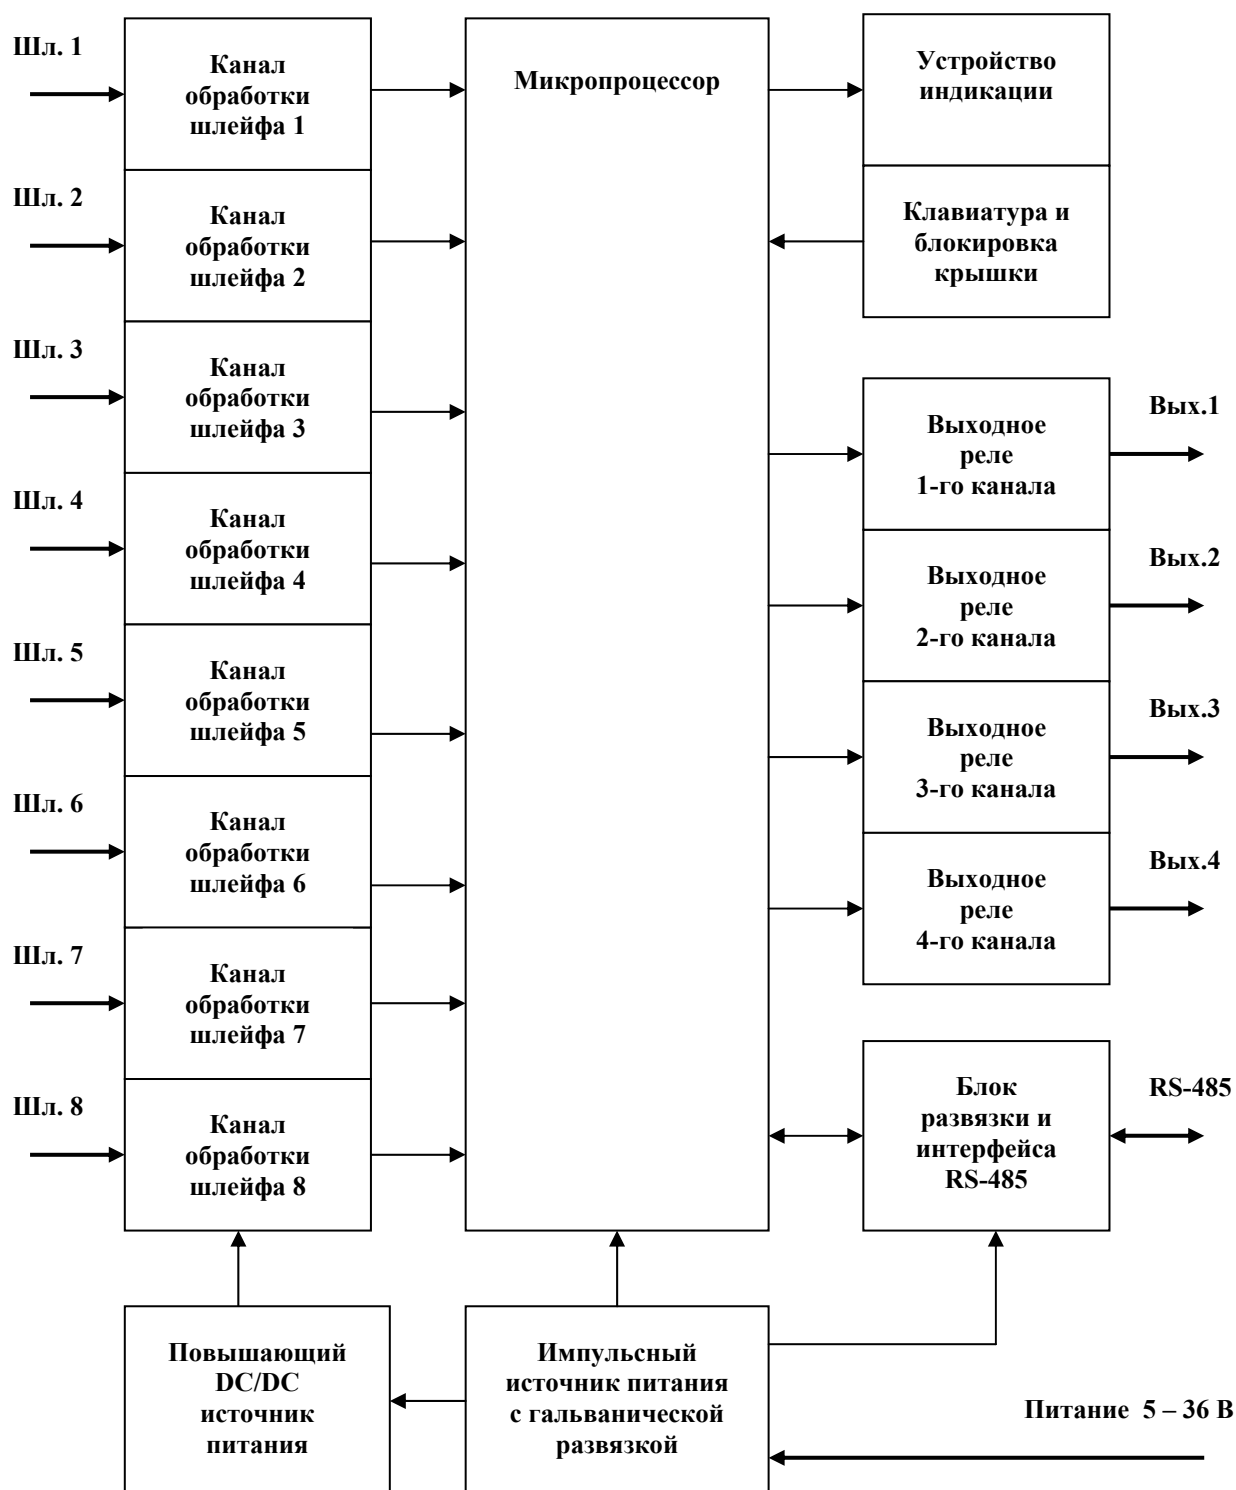 Шл. 1
Канал
обработки
шлейфа 1
Шл. 2
Канал
обработки
шлейфа 2
Шл. 3
Канал
обработки
шлейфа 3
Шл. 4
Канал
обработки
шлейфа 4
Шл. 5
Канал
обработки
шлейфа 5
Шл. 6
Канал
обработки
шлейфа 6
Шл. 7
Канал
обработки
шлейфа 7
Шл. 8
Канал
обработки
шлейфа 8
Микропроцессор
Устройство
индикации
Клавиатура и
блокировка
крышки
Выходное
реле
1-го канала
Вых.1
Выходное
реле
2-го канала
Вых.2
Выходное
реле
3-го канала
Вых.3
Выходное
реле
4-го канала
Вых.4
Блок
развязки и
интерфейса
RS-485
RS-485
Повышающий
DC/DC
источник
питания
Импульсный
источник питания
с гальванической
развязкой
Питание 5 – 36 В